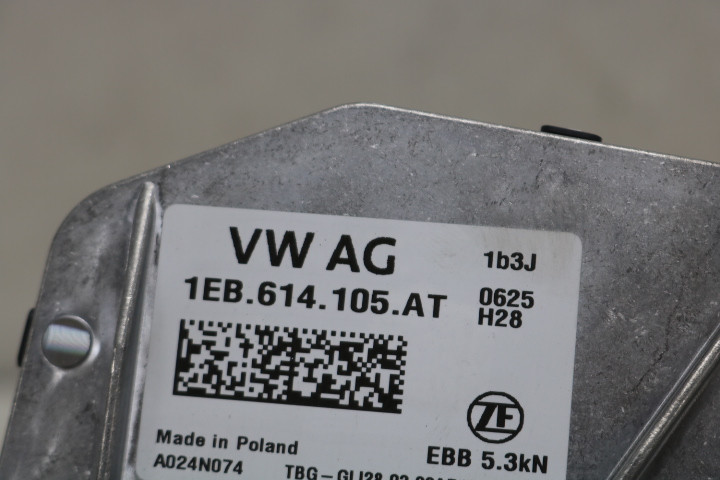 VW AG 1b3J
1EB.614.105.AT 0625
H28
ZF
Made in Poland EBB 5.3kN
A024N074